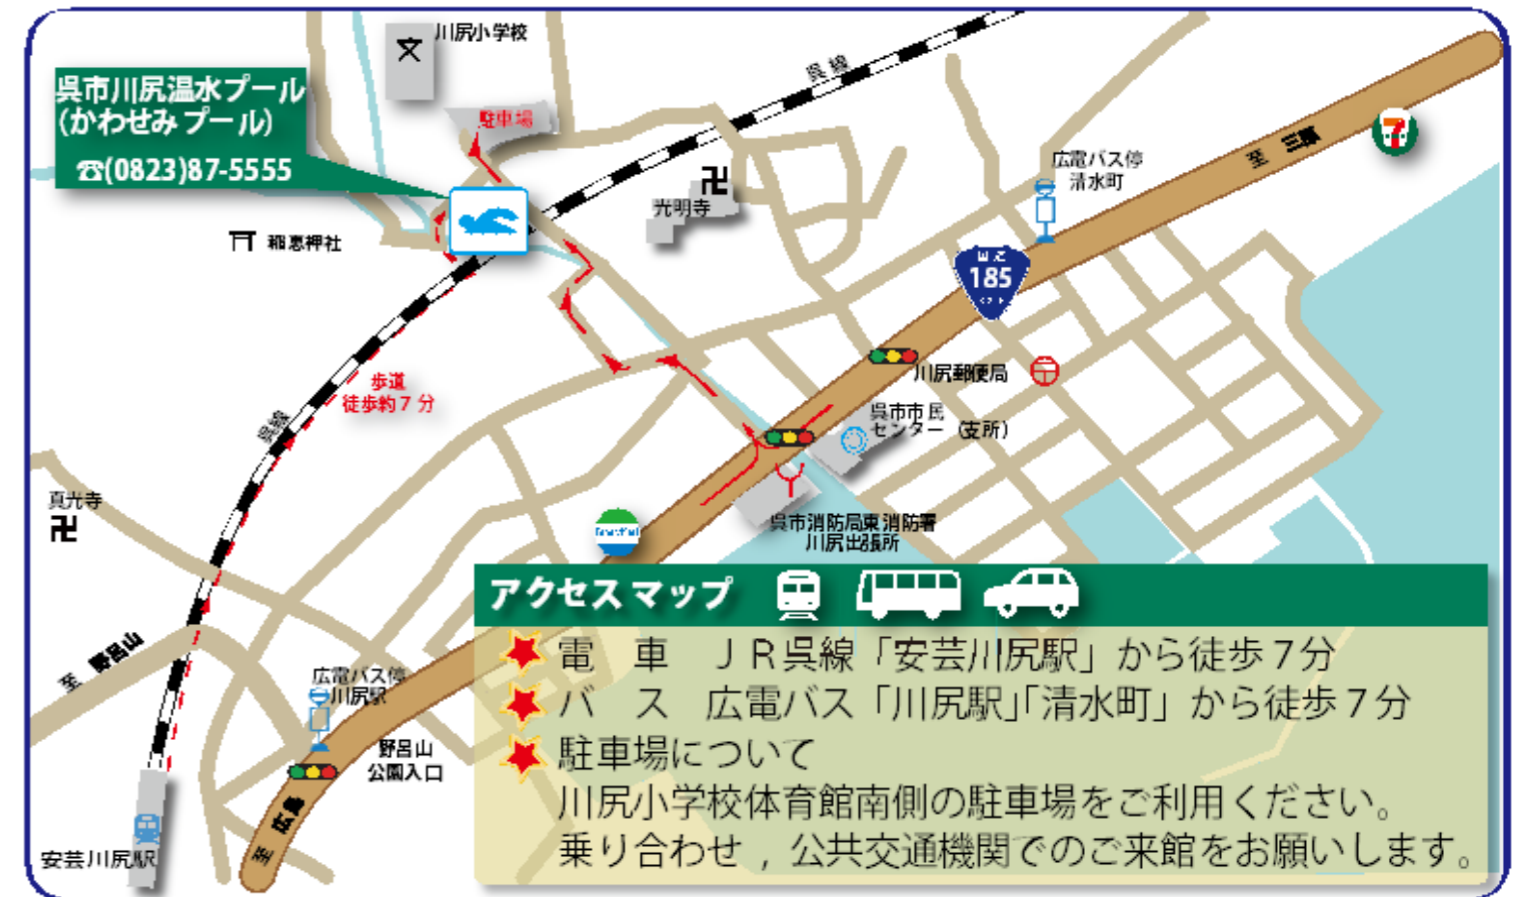 川尻小学校
呉線
呉市川尻温水プール
(かわせみプール)
☎(0823)87-5555
駐車場
至 三原
7
広電バス停
清水町
卍
光明寺
稲恵神社
185
歩道
徒歩約７分
川尻郵便局
呉市市民
センター（支所）
呉線
真光寺
卍
呉市消防局東消防署
川尻出張所
至 野呂山
広電バス停
川尻駅
野呂山
公園入口
至 広島
安芸川尻駅
アクセスマップ
電　車　ＪＲ呉線「安芸川尻駅」から徒歩７分
バ　ス　広電バス「川尻駅」「清水町」から徒歩７分
駐車場について
川尻小学校体育館南側の駐車場をご利用ください。
乗り合わせ，公共交通機関でのご来館をお願いします。